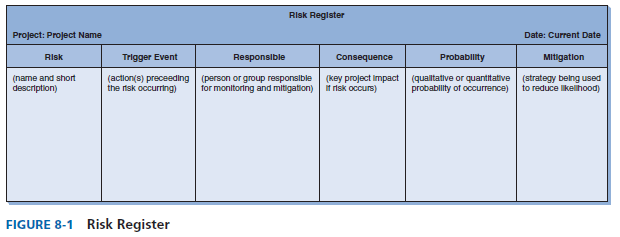 Risk Register
Project: Project Name Date: Current Date
Risk Trigger Event Responsible Consequence Probability Mitigation
(name and short (action(s) preceeding (person or group responsible (key project impact (qualitative or quantitative (strategy being used
description) the risk occurring) for monitoring and mitigation) if risk occurs) probability of occurrence) to reduce likelihood)
FIGURE 8-1 Risk Register